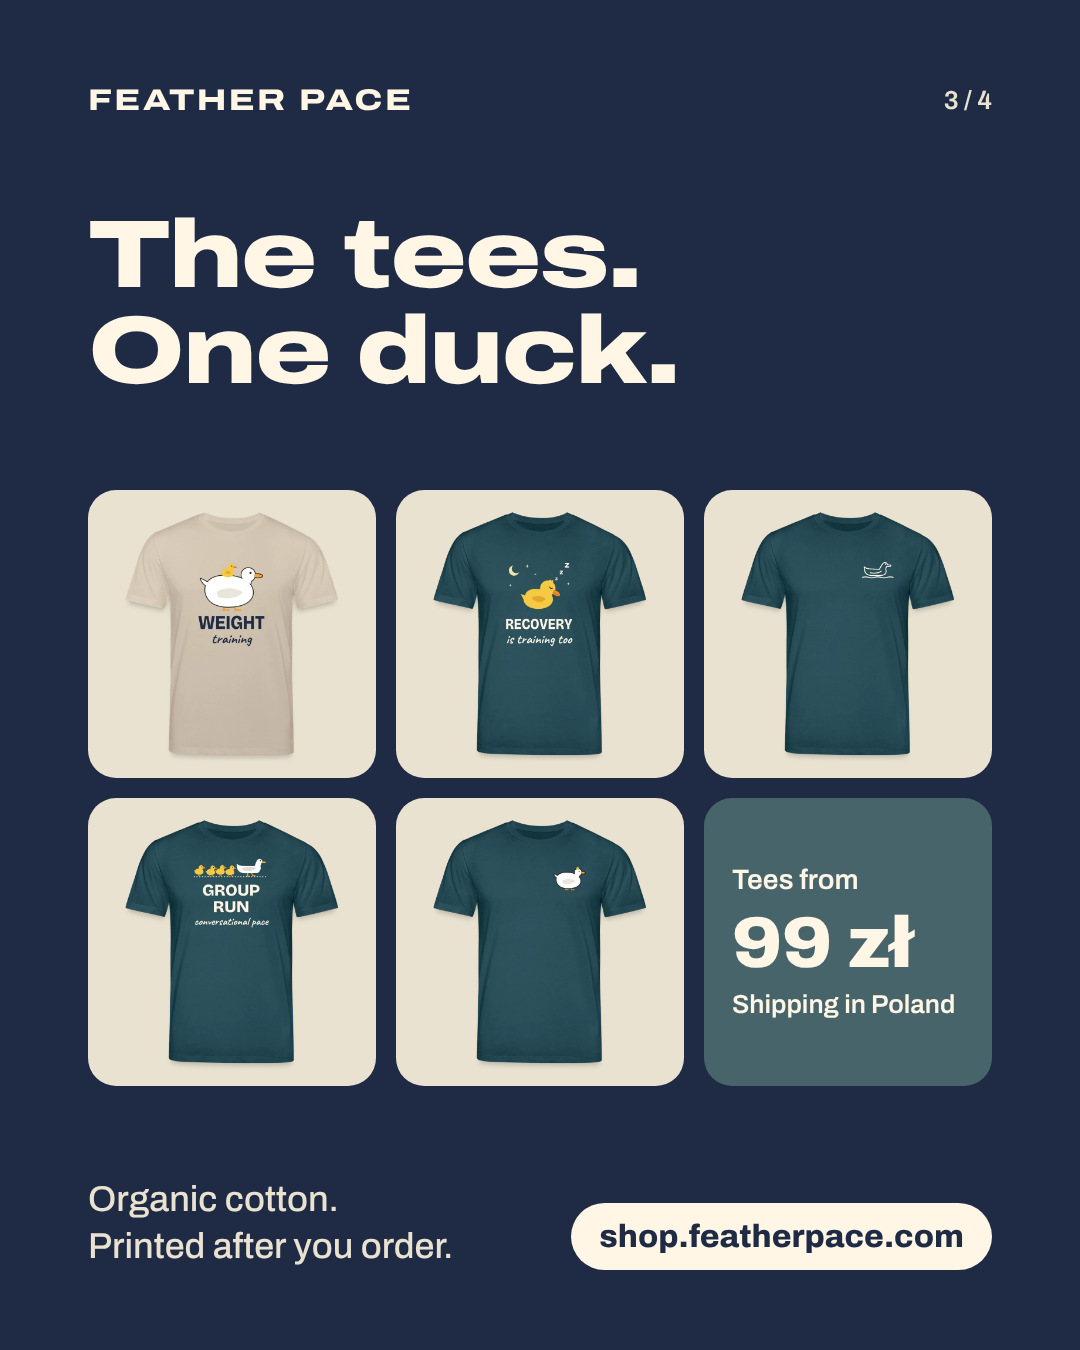 FEATHER PACE
3 / 4
The tees.
One duck.
WEIGHT
training
z
z
z
RECOVERY
is training too
GROUP
RUN
conversational pace
Tees from
99 zł
Shipping in Poland
Organic cotton.
Printed after you order.
shop.featherpace.com